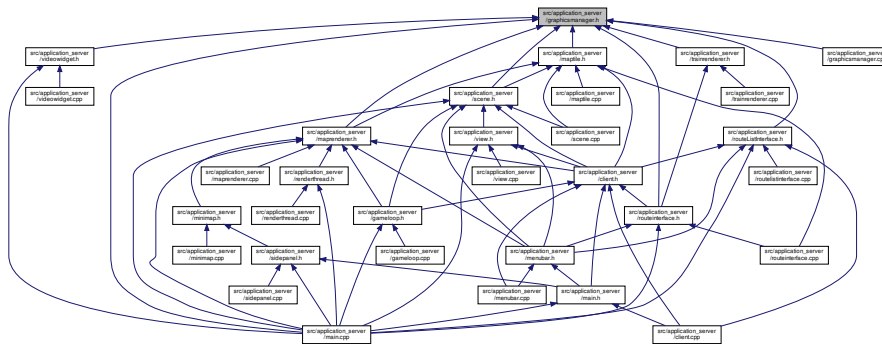 src/application_server
/graphicsmanager.h
src/application_server
/videowidget.h
src/application_server
/maptile.h
src/application_server
/trainrenderer.h
src/application_server
/graphicsmanager.cpp
src/application_server
/videowidget.cpp
src/application_server
/scene.h
src/application_server
/maptile.cpp
src/application_server
/trainrenderer.cpp
src/application_server
/maprenderer.h
src/application_server
/view.h
src/application_server
/scene.cpp
src/application_server
/routeListInterface.h
src/application_server
/maprenderer.cpp
src/application_server
/renderthread.h
src/application_server
/view.cpp
src/application_server
/client.h
src/application_server
/routelistinterface.cpp
src/application_server
/minimap.h
src/application_server
/renderthread.cpp
src/application_server
/gameloop.h
src/application_server
/routeinterface.h
src/application_server
/minimap.cpp
src/application_server
/sidepanel.h
src/application_server
/gameloop.cpp
src/application_server
/menubar.h
src/application_server
/routeinterface.cpp
src/application_server
/sidepanel.cpp
src/application_server
/menubar.cpp
src/application_server
/main.h
src/application_server
/main.cpp
src/application_server
/client.cpp